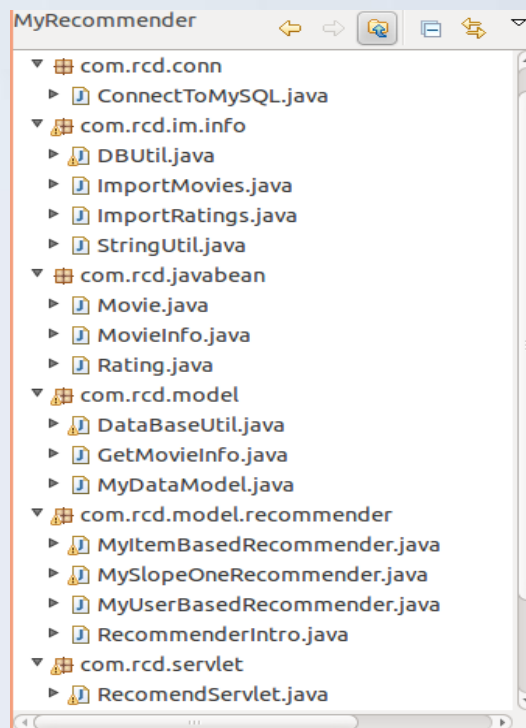 MyRecommender
com.rcd.conn
ConnectToMySQL.java
com.rcd.im.info
DBUtil.java
ImportMovies.java
ImportRatings.java
StringUtil.java
com.rcd.javabean
Movie.java
MovieInfo.java
Rating.java
com.rcd.model
DataBaseUtil.java
GetMovieInfo.java
MyDataModel.java
com.rcd.model.recommender
MyItemBasedRecommender.java
MySlopeOneRecommender.java
MyUserBasedRecommender.java
RecommenderIntro.java
com.rcd.servlet
RecomendServlet.java